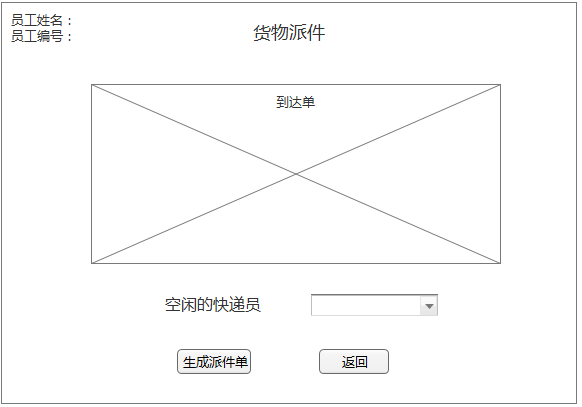 员工姓名：
员工编号：
货物派件
到达单
空闲的快递员
生成派件单
返回